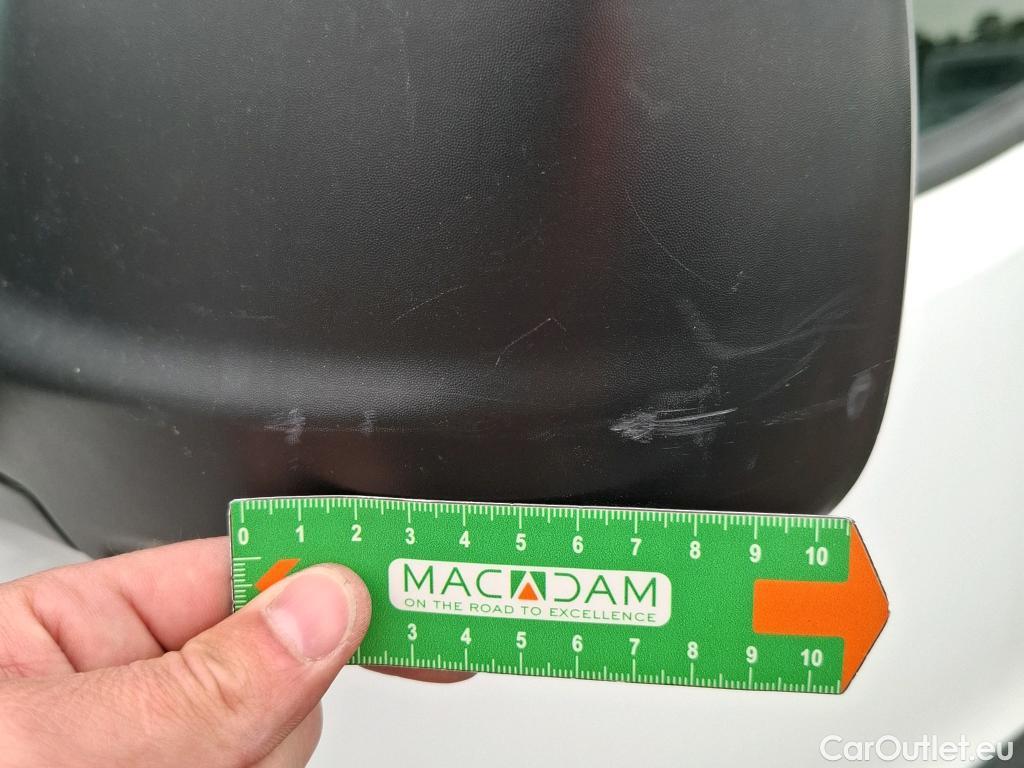 0 1 2 3 4 5 6 7 8 9 10
MACADAM
ON THE ROAD TO EXCELLENCE
3 4 5 6 7 8 9 10
CarOutlet.eu